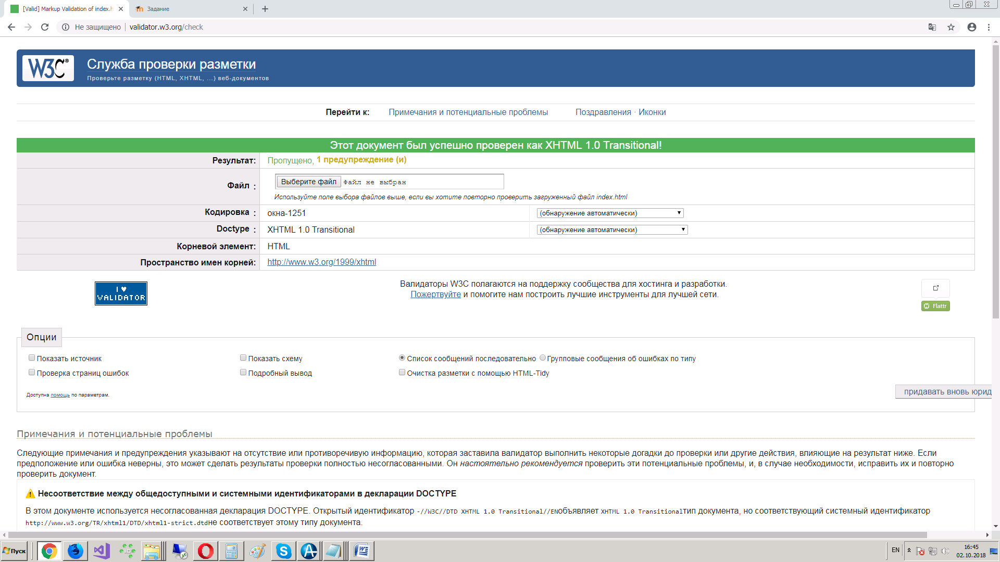 [Valid] Markup Validation of index.h
Задание
Не защищено
validator.w3.org/check
W3C®
Служба проверки разметки
Проверьте разметку (HTML, XHTML, ...) веб-документов
Перейти к: Примечания и потенциальные проблемы Поздравления · Иконки
Этот документ был успешно проверен как XHTML 1.0 Transitional!
Результат: Пропущено, 1 предупреждение (и)
Файл : Выберите файл Файл не выбран
Используйте поле выбора файлов выше, если вы хотите повторно проверить загруженный файл index.html
Кодировка : окна-1251 (обнаружение автоматически)
Doctype : XHTML 1.0 Transitional (обнаружение автоматически)
Корневой элемент: HTML
Пространство имен корней: http://www.w3.org/1999/xhtml
I ♥
VALIDATOR
Валидаторы W3C полагаются на поддержку сообщества для хостинга и разработки.
Пожертвуйте и помогите нам построить лучшие инструменты для лучшей сети.
Flattr
Опции
Показать источник Показать схему Список сообщений последовательно Групповые сообщения об ошибках по типу
Проверка страниц ошибок Подробный вывод Очистка разметки с помощью HTML-Tidy
Доступна помощь по параметрам.
придавать вновь юрид
Примечания и потенциальные проблемы
Следующие примечания и предупреждения указывают на отсутствие или противоречивую информацию, которая заставила валидатор выполнить некоторые догадки до проверки или другие действия, влияющие на результат ниже. Если
предположение или ошибка неверны, это может сделать результаты проверки полностью несогласованными. Он настоятельно рекомендуется проверить эти потенциальные проблемы, и, в случае необходимости, исправить их и повторно
проверить документ.
Несоответствие между общедоступными и системными идентификаторами в декларации DOCTYPE
В этом документе используется несогласованная декларация DOCTYPE. Открытый идентификатор -//W3C//DTD XHTML 1.0 Transitional//ENобъявляет XHTML 1.0 Transitionalтип документа, но соответствующий системный идентификатор
http://www.w3.org/TR/xhtml1/DTD/xhtml1-strict.dtdне соответствует этому типу документа.
Пуск
EN
16:45
02.10.2018